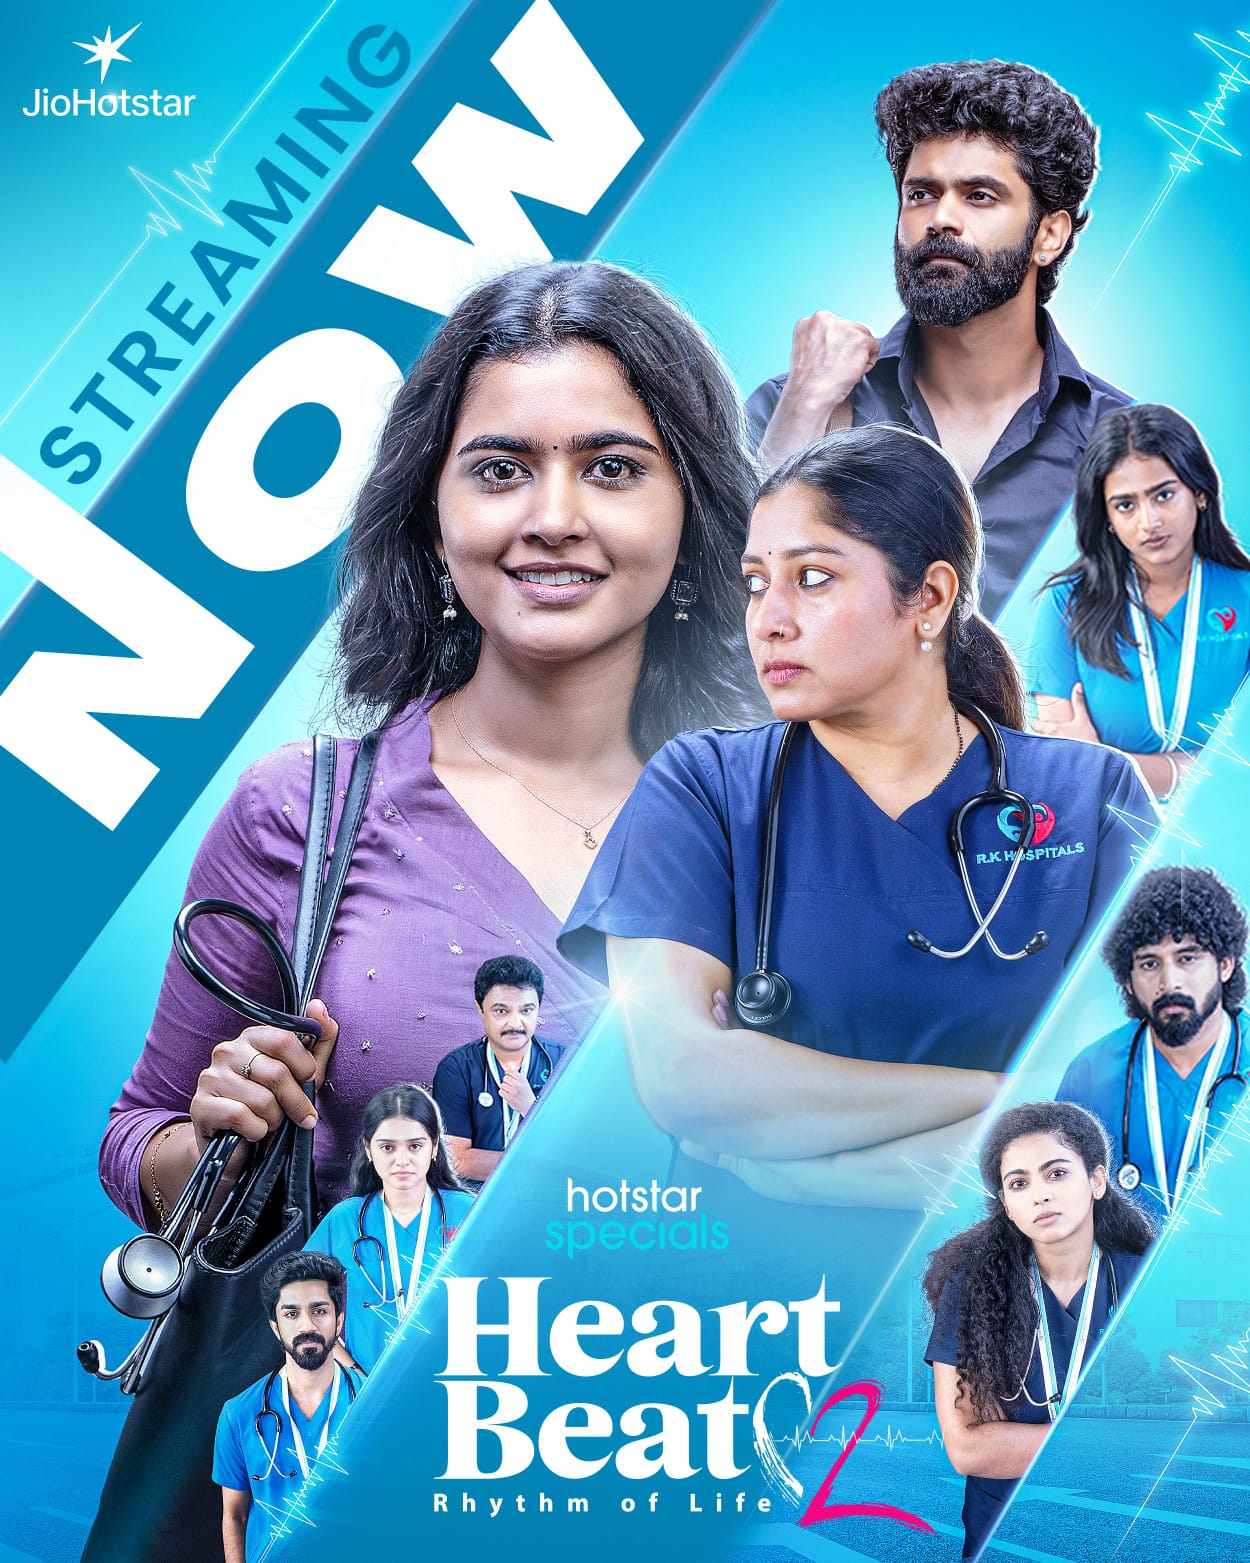 JioHotstar
STREAMING
NOW
R.K HOSPITALS
hotstar
specials
Heart
Beat 2
Rhythm of Life